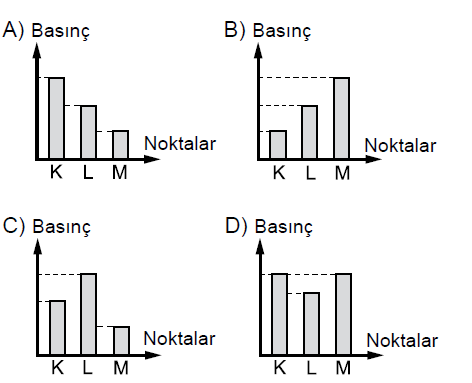 A) Basınç
Noktalar
K L M
B) Basınç
Noktalar
K L M
C) Basınç
Noktalar
K L M
D) Basınç
Noktalar
K L M